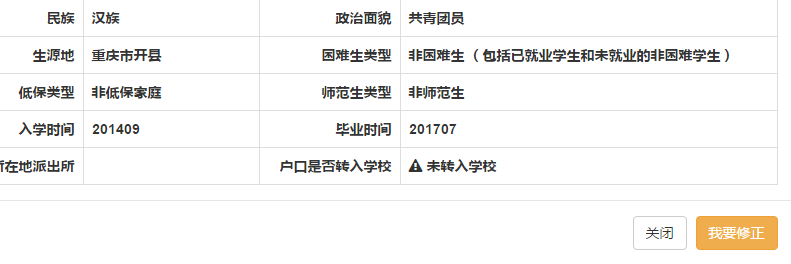 民族 汉族 政治面貌 共青团员
生源地 重庆市开县 困难生类型 非困难生 （ 包括已就业学生和未就业的非困难学生 ）
低保类型 非低保家庭 师范生类型 非师范生
入学时间 201409 毕业时间 201707
所在地派出所 户口是否转入学校 未转入学校
关闭 我要修正